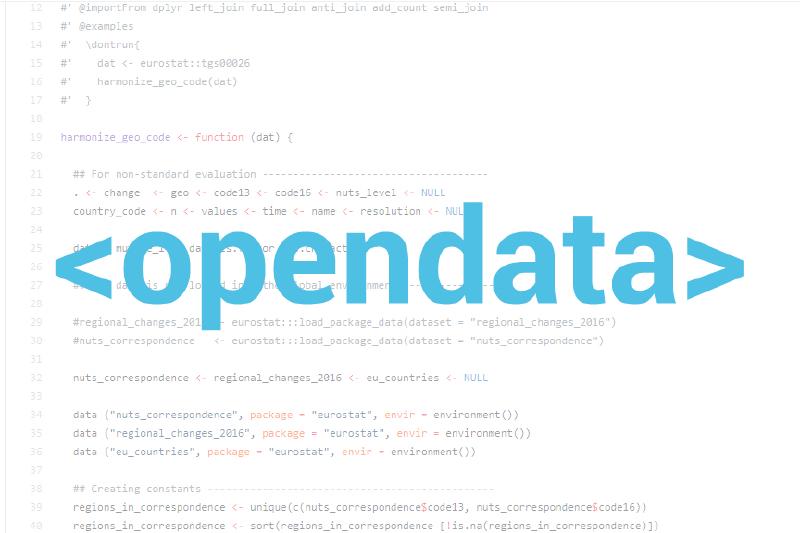 12 #' @importFrom dplyr left_join full_join anti_join add_count semi_join
13 #' @examples
14 #' \dontrun{
15 #' dat <- eurostat::tgs00026
16 #' harmonize_geo_code(dat)
17 #' }
18
19 harmonize_geo_code <- function (dat) {
20
21 ## For non-standard evaluation -----------------------------------
22 . <- change <- geo <- code13 <- code16 <- nuts_level <- NULL
23 country_code <- n <- values <- time <- name <- resolution <- NUL
24
25
26
<opendata>
27
28
29 #regional_changes_201 <- eurostat:::load_package_data(dataset = "regional_changes_2016")
30 #nuts_correspondence <- eurostat:::load_package_data(dataset = "nuts_correspondence")
31
32 nuts_correspondence <- regional_changes_2016 <- eu_countries <- NULL
33
34 data ("nuts_correspondence", package = "eurostat", envir = environment())
35 data ("regional_changes_2016", package = "eurostat", envir = environment())
36 data ("eu_countries", package = "eurostat", envir = environment())
37
38 ## Creating constants ---------------------------------------------
39 regions_in_correspondence <- unique(c(nuts_correspondence$code13, nuts_correspondence$code16))
40 regions_in_correspondence <- sort(regions_in_correspondence [!is.na(regions_in_correspondence)])